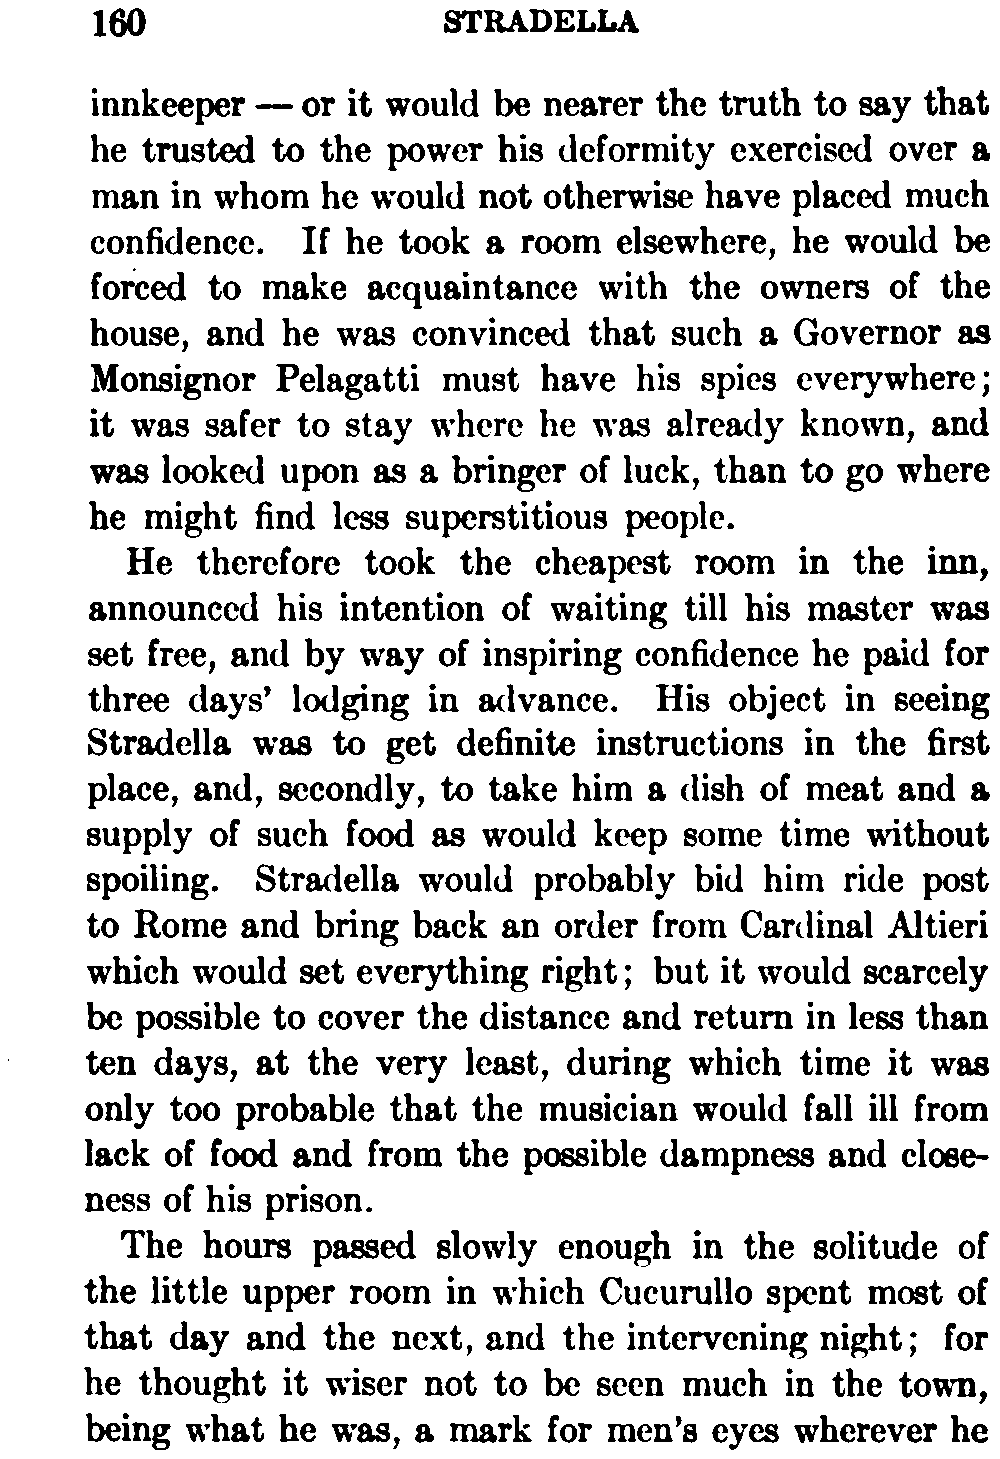 160 STRADELLA
innkeeper — or it would be nearer the truth to say that
he trusted to the power his deformity exercised over a
man in whom he would not otherwise have placed much
confidence. If he took a room elsewhere, he would be
forced to make acquaintance with the owners of the
house, and he was convinced that such a Governor as
Monsignor Pelagatti must have his spies everywhere;
it was safer to stay where he was already known, and
was looked upon as a bringer of luck, than to go where
he might find less superstitious people.
He therefore took the cheapest room in the inn,
announced his intention of waiting till his master was
set free, and by way of inspiring confidence he paid for
three days' lodging in advance. His object in seeing
Stradella was to get definite instructions in the first
place, and, secondly, to take him a dish of meat and a
supply of such food as would keep some time without
spoiling. Stradella would probably bid him ride post
to Rome and bring back an order from Cardinal Altieri
which would set everything right; but it would scarcely
be possible to cover the distance and return in less than
ten days, at the very least, during which time it was
only too probable that the musician would fall ill from
lack of food and from the possible dampness and close-
ness of his prison.
The hours passed slowly enough in the solitude of
the little upper room in which Cucurullo spent most of
that day and the next, and the intervening night; for
he thought it wiser not to be seen much in the town,
being what he was, a mark for men's eyes wherever he